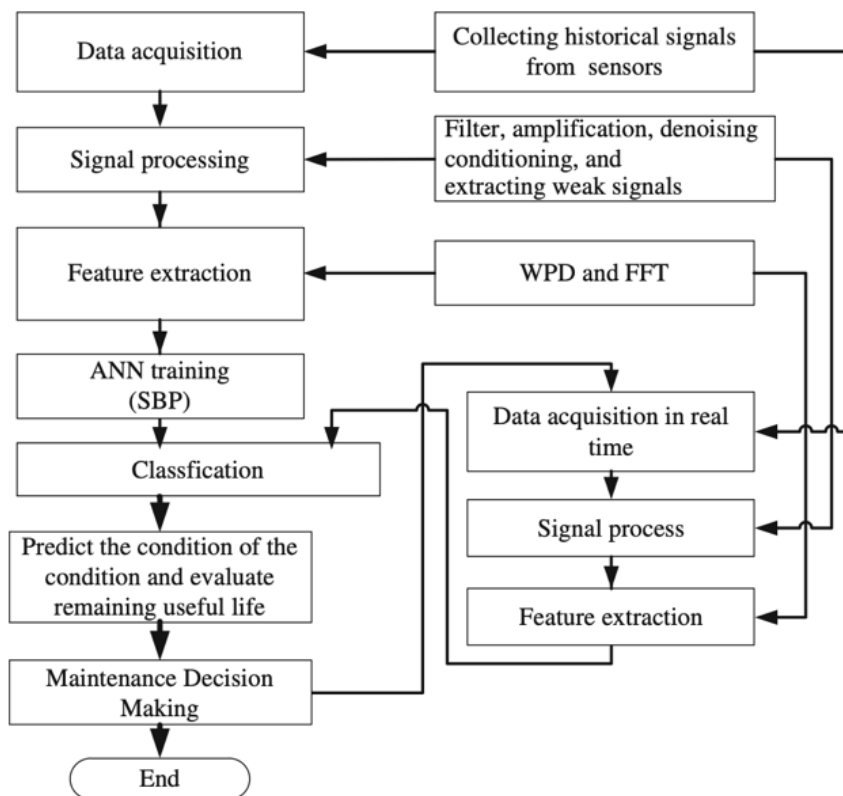 Data acquisition
Collecting historical signals
from sensors
Signal processing
Filter, amplification, denoising
conditioning, and
extracting weak signals
Feature extraction
WPD and FFT
ANN training
(SBP)
Data acquisition in real
time
Classfication
Signal process
Predict the condition of the
condition and evaluate
remaining useful life
Feature extraction
Maintenance Decision
Making
End